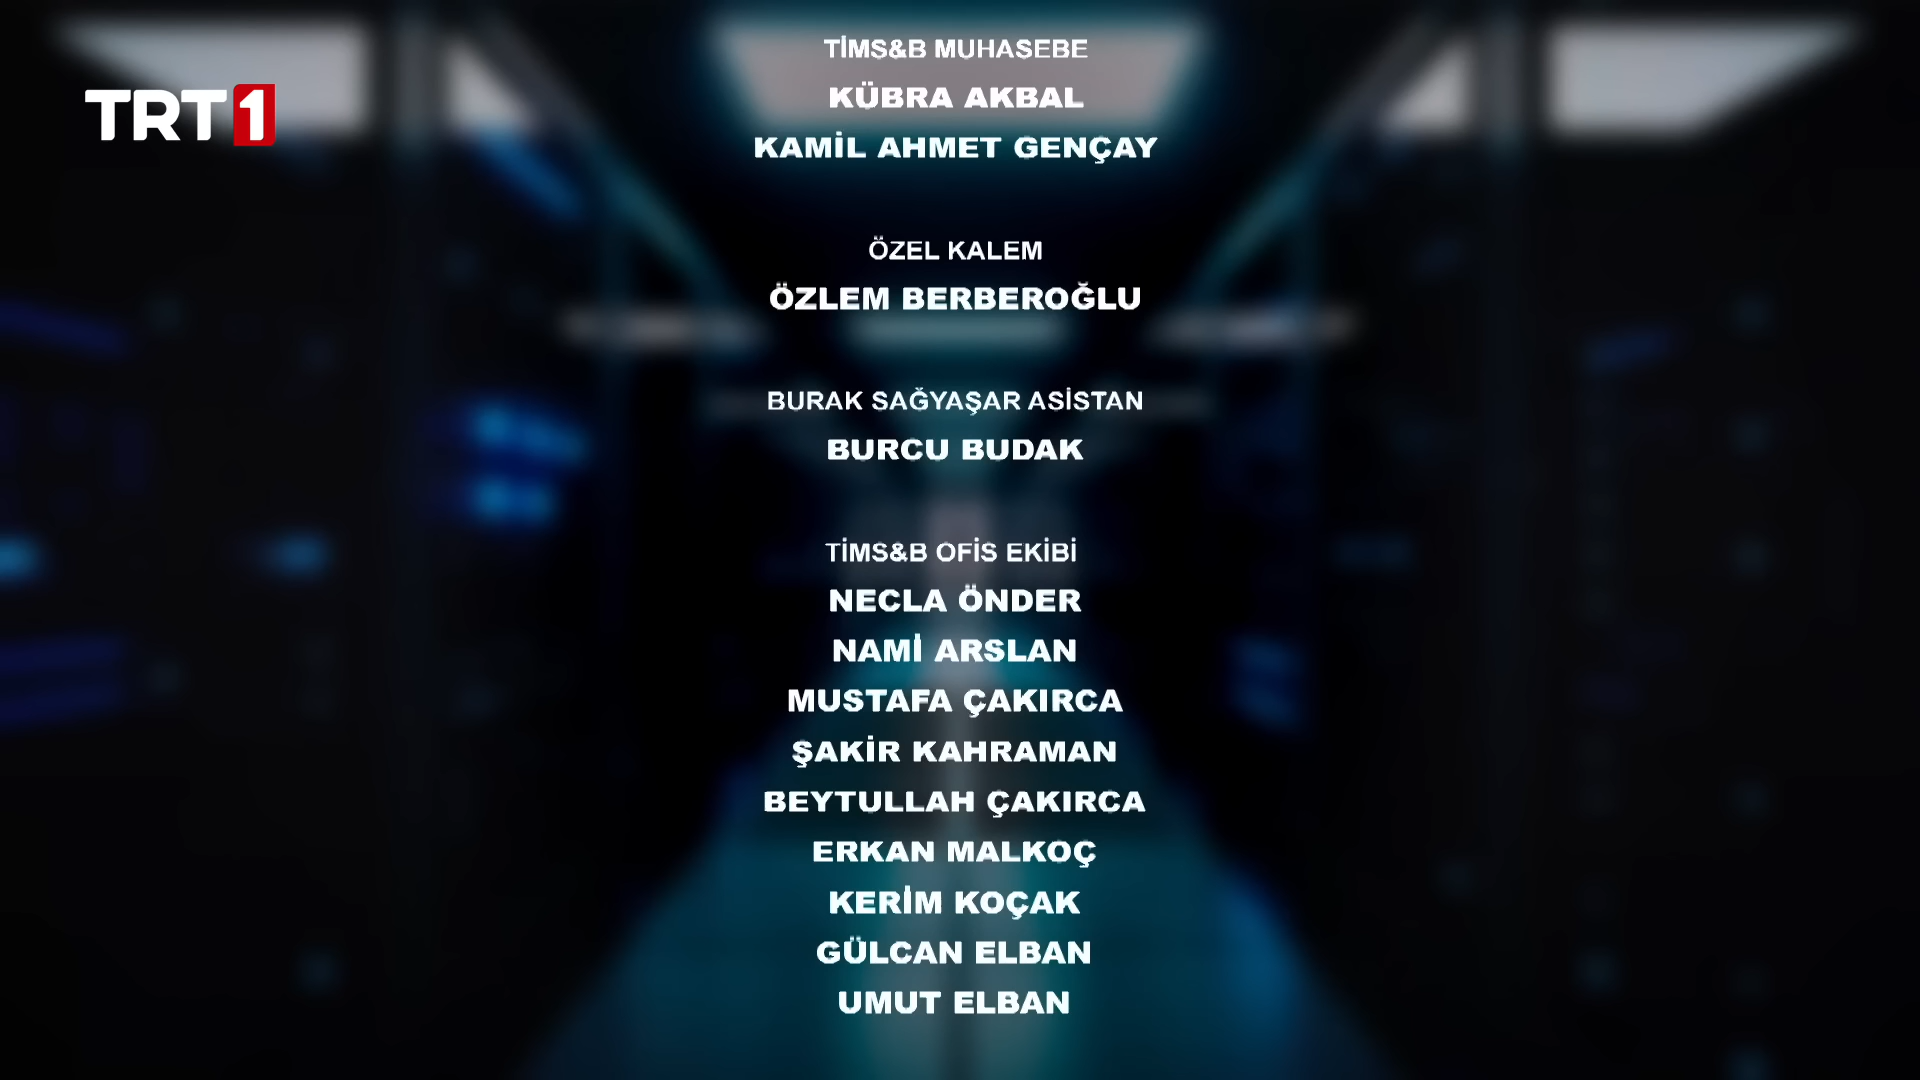 TİMS&B MUHASEBE
TRT 1
KÜBRA AKBAL
KAMİL AHMET GENÇAY
ÖZEL KALEM
ÖZLEM BERBEROĞLU
BURAK SAĞYAŞAR ASİSTAN
BURCU BUDAK
TİMS&B OFİS EKİBİ
NECLA ÖNDER
NAMİ ARSLAN
MUSTAFA ÇAKIRCA
ŞAKİR KAHRAMAN
BEYTULLAH ÇAKIRCA
ERKAN MALKOÇ
KERİM KOÇAK
GÜLCAN ELBAN
UMUT ELBAN